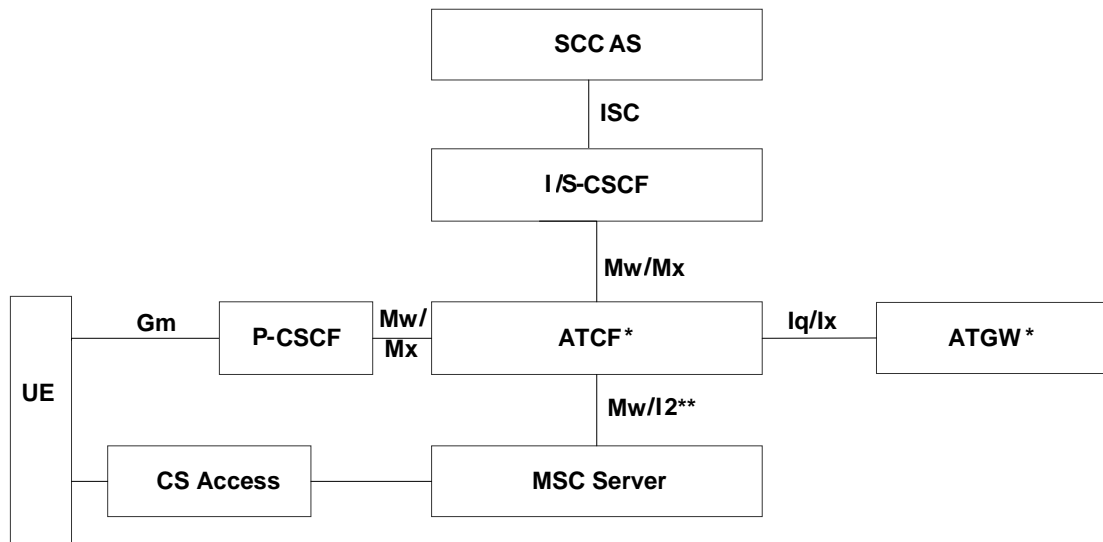 SCC AS
ISC
I/S-CSCF
Mw/Mx
Gm
P-CSCF
Mw/
Mx
ATCF*
Iq/Ix
ATGW*
UE
Mw/I2**
CS Access
MSC Server